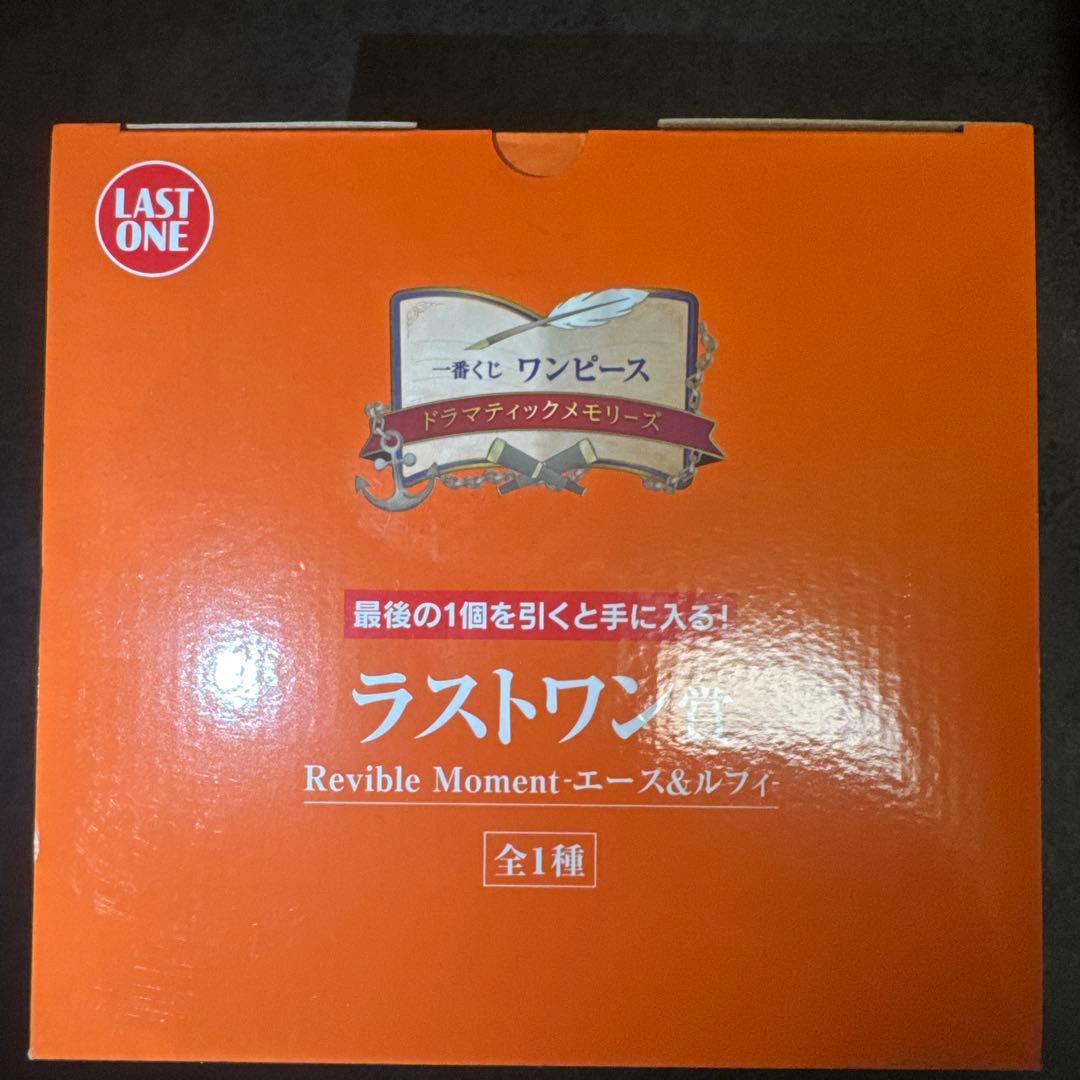 LAST
ONE
一番くじ ワンピース
ドラマティックメモリーズ
最後の1個を引くと手に入る!
ラストワン賞
Revible Moment-エース&ルフィ-
全1種